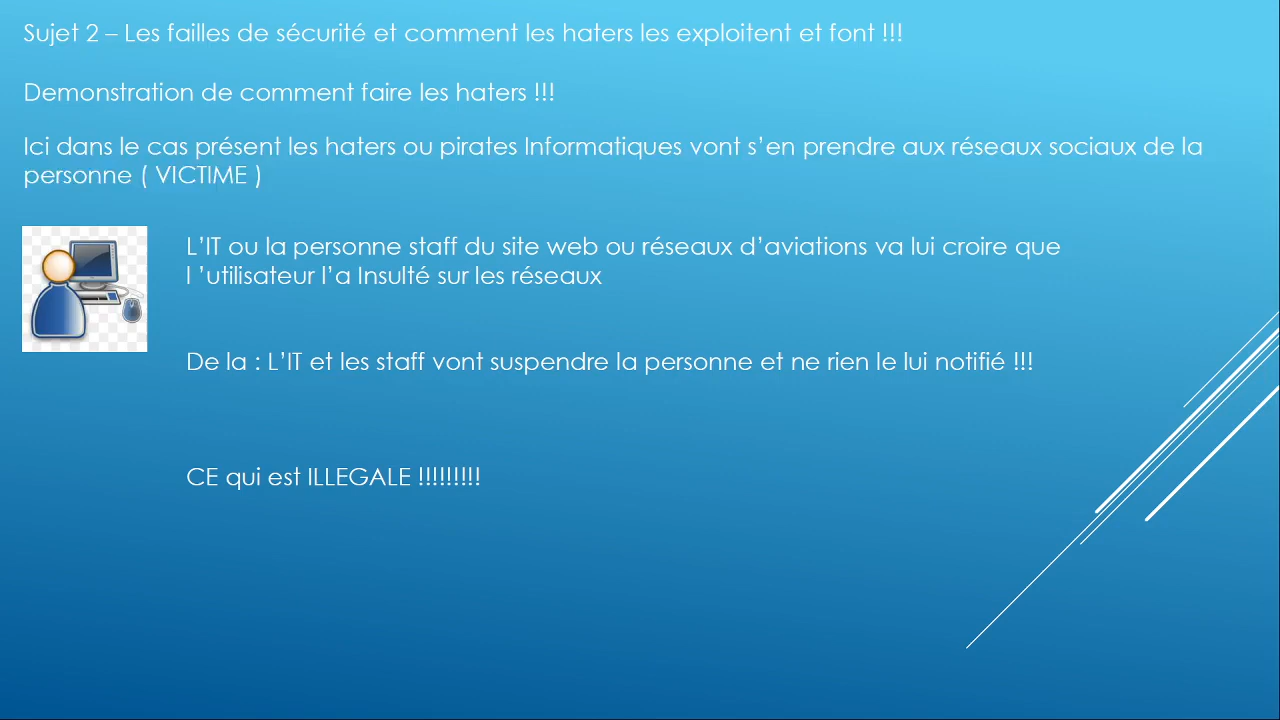 Sujet 2 – Les failles de sécurité et comment les haters les exploitent et font !!!
Demonstration de comment faire les haters !!!
Ici dans le cas présent les haters ou pirates Informatiques vont s’en prendre aux réseaux sociaux de la
personne ( VICTIME )
L’IT ou la personne staff du site web ou réseaux d’aviations va lui croire que
l ’utilisateur l’a Insulté sur les réseaux
De la : L’IT et les staff vont suspendre la personne et ne rien le lui notifié !!!
CE qui est ILLEGALE !!!!!!!!!